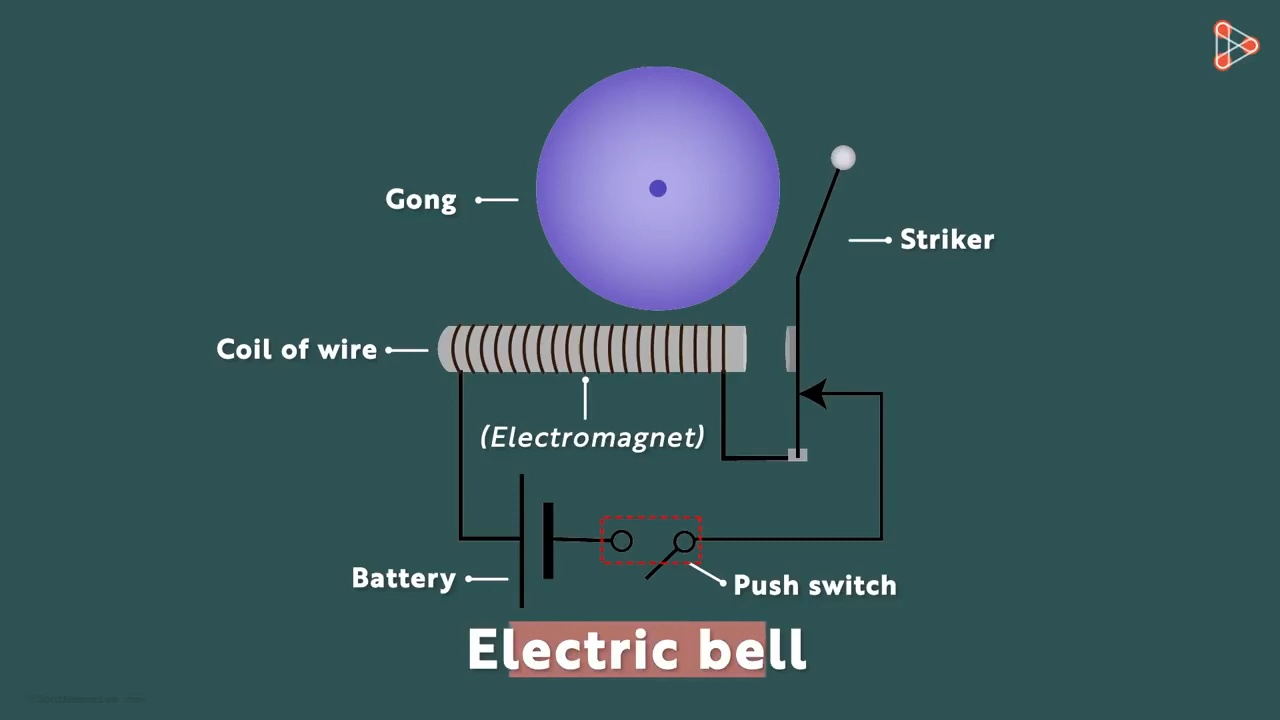 Gong
Striker
Coil of wire
(Electromagnet)
Battery
Push switch
Electric bell